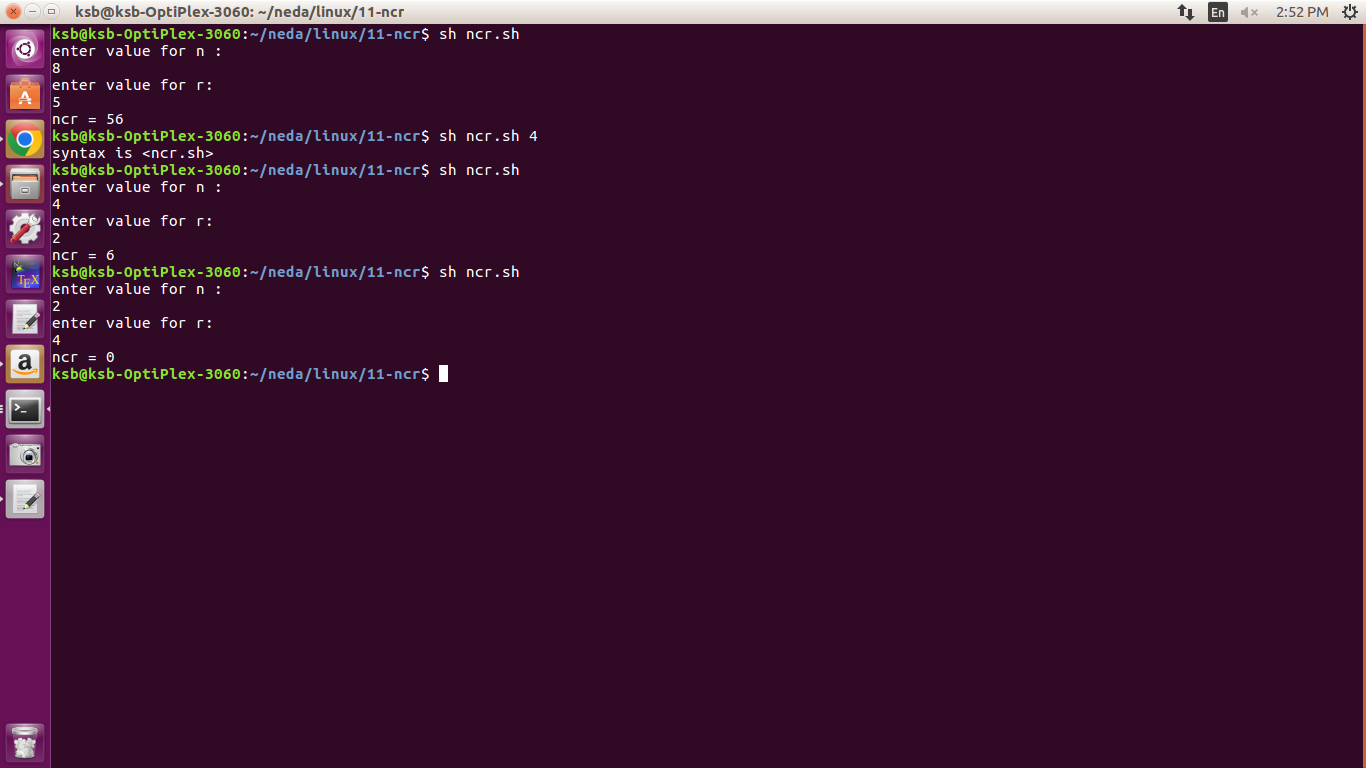 ksb@ksb-OptiPlex-3060: ~/neda/linux/11-ncr
En
2:52 PM
ksb@ksb-OptiPlex-3060:~/neda/linux/11-ncr$ sh ncr.sh
enter value for n :
8
enter value for r:
5
ncr = 56
ksb@ksb-OptiPlex-3060:~/neda/linux/11-ncr$ sh ncr.sh 4
syntax is <ncr.sh>
ksb@ksb-OptiPlex-3060:~/neda/linux/11-ncr$ sh ncr.sh
enter value for n :
4
enter value for r:
2
ncr = 6
ksb@ksb-OptiPlex-3060:~/neda/linux/11-ncr$ sh ncr.sh
enter value for n :
2
enter value for r:
4
ncr = 0
ksb@ksb-OptiPlex-3060:~/neda/linux/11-ncr$
A
TEX
a
>_